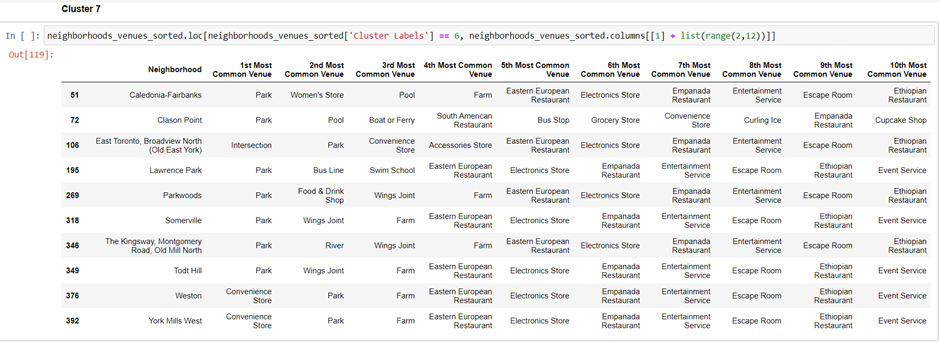 Cluster 7
In [ ]: neighborhoods_venues_sorted.loc[neighborhoods_venues_sorted['Cluster Labels'] == 6, neighborhoods_venues_sorted.columns[[1] + list(range(2,12))]]
Out[119]:
Neighborhood 1st Most Common Venue 2nd Most Common Venue 3rd Most Common Venue 4th Most Common Venue 5th Most Common Venue 6th Most Common Venue 7th Most Common Venue 8th Most Common Venue 9th Most Common Venue 10th Most Common Venue
51 Caledonia-Fairbanks Park Women's Store Pool Farm Eastern European Restaurant Electronics Store Empanada Restaurant Entertainment Service Escape Room Ethiopian Restaurant
72 Clason Point Park Pool Boat or Ferry South American Restaurant Bus Stop Grocery Store Convenience Store Curling Ice Empanada Restaurant Cupcake Shop
106 East Toronto, Broadview North (Old East York) Intersection Park Convenience Store Accessories Store Eastern European Restaurant Electronics Store Empanada Restaurant Entertainment Service Escape Room Ethiopian Restaurant
195 Lawrence Park Park Bus Line Swim School Eastern European Restaurant Electronics Store Empanada Restaurant Entertainment Service Escape Room Ethiopian Restaurant Event Service
269 Parkwoods Park Food & Drink Shop Wings Joint Farm Eastern European Restaurant Electronics Store Empanada Restaurant Entertainment Service Escape Room Ethiopian Restaurant
318 Somerville Park Wings Joint Farm Eastern European Restaurant Electronics Store Empanada Restaurant Entertainment Service Escape Room Ethiopian Restaurant Event Service
346 The Kingsway, Montgomery Road, Old Mill North Park River Wings Joint Farm Eastern European Restaurant Electronics Store Empanada Restaurant Entertainment Service Escape Room Ethiopian Restaurant
349 Todt Hill Park Wings Joint Farm Eastern European Restaurant Electronics Store Empanada Restaurant Entertainment Service Escape Room Ethiopian Restaurant Event Service
376 Weston Convenience Store Park Farm Eastern European Restaurant Electronics Store Empanada Restaurant Entertainment Service Escape Room Ethiopian Restaurant Event Service
392 York Mills West Convenience Store Park Farm Eastern European Restaurant Electronics Store Empanada Restaurant Entertainment Service Escape Room Ethiopian Restaurant Event Service